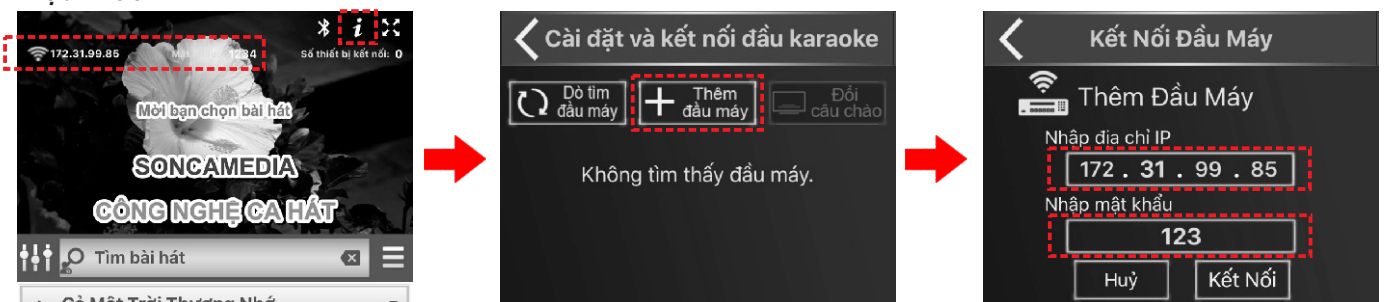 172.31.99.85 1234
Số thiết bị kết nối: 0
Mời bạn chọn bài hát
SONCAMEDIA
CÔNG NGHỆ CA HÁT
Tìm bài hát
Cài đặt và kết nối đầu karaoke
Dò tìm
đầu máy
Thêm
đầu máy
Đổi
câu chào
Không tìm thấy đầu máy.
Kết Nối Đầu Máy
Thêm Đầu Máy
Nhập địa chỉ IP
172 . 31 . 99 . 85
Nhập mật khẩu
123
Huỷ
Kết Nối